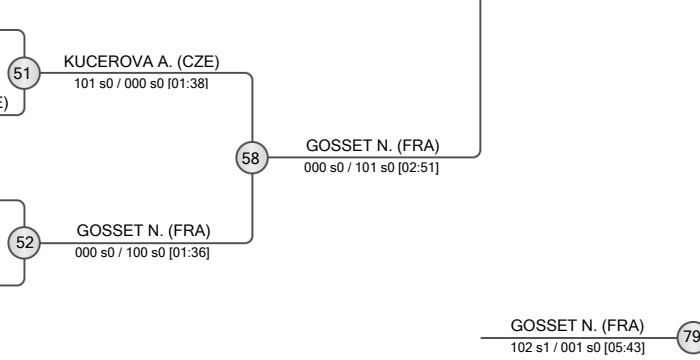 KUCEROVA A. (CZE)
51
101 s0 / 000 s0 [01:38]
E)
GOSSET N. (FRA)
58
000 s0 / 101 s0 [02:51]
GOSSET N. (FRA)
52
000 s0 / 100 s0 [01:36]
GOSSET N. (FRA)
79
102 s1 / 001 s0 [05:43]